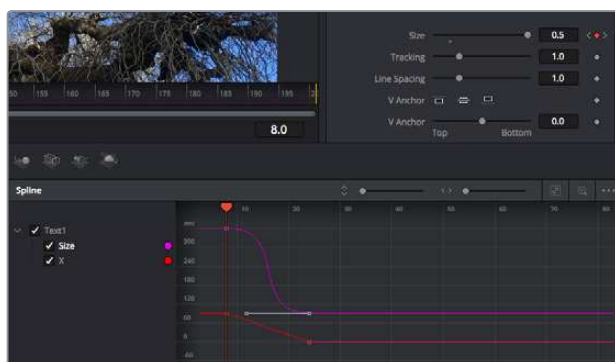 Size 0.5
Tracking 1.0
Line Spacing 1.0
V Anchor
V Anchor 0.0
Top Bottom
155 160 165 170 175 180 185 190 195
8.0
Spline
10 20 30 40 50 60 70 80
Text1
Size
X
300
240
180
120
60
0
-60